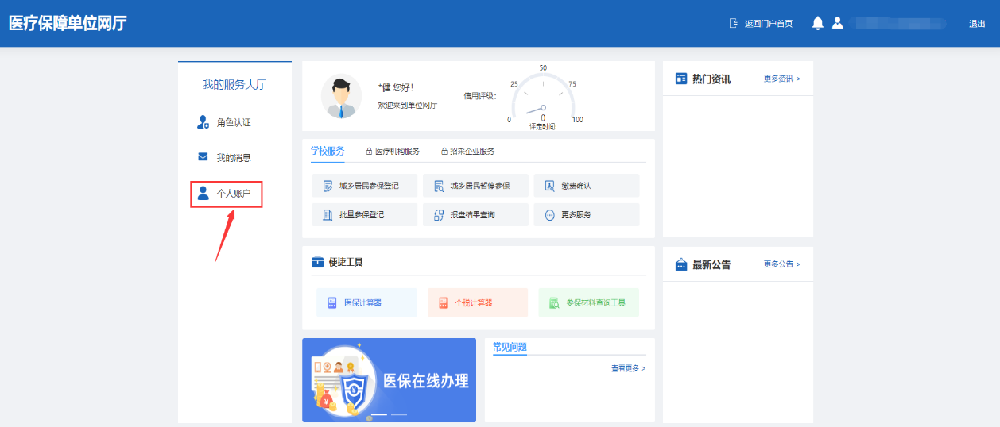 医疗保障单位网厅
返回门户首页
退出
我的服务大厅
角色认证
我的消息
个人账户
*健 您好!
欢迎来到单位网厅
信用评级:
0
25
50
75
100
0
评定时间:
学校服务
医疗机构服务
招采企业服务
城乡居民参保登记
城乡居民暂停参保
缴费确认
批量参保登记
报盘结果查询
更多服务
便捷工具
医保计算器
个税计算器
参保材料查询工具
医保在线办理
常见问题
查看更多 >
热门资讯
更多资讯 >
最新公告
更多公告 >